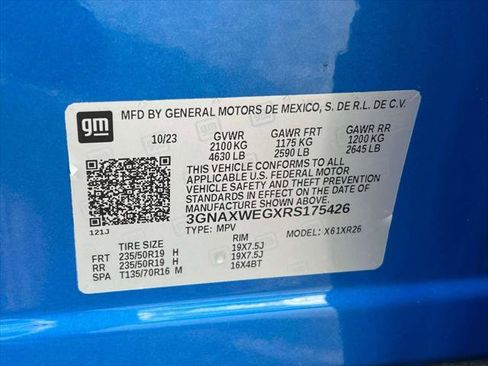 gm
MFD BY GENERAL MOTORS DE MEXICO, S. DE R.L. DE C.V.
10/23 GVWR GAWR FRT GAWR RR
2100 KG 1175 KG 1200 KG
4630 LB 2590 LB 2645 LB
THIS VEHICLE CONFORMS TO ALL
APPLICABLE U.S. FEDERAL MOTOR
VEHICLE SAFETY AND THEFT PREVENTION
STANDARDS IN EFFECT ON THE DATE OF
MANUFACTURE SHOWN ABOVE.
3GNAXWEGXRS175426
121J TYPE: MPV MODEL: X61XR26
TIRE SIZE RIM
FRT 235/50R19 H 19X7.5J
RR 235/50R19 H 19X7.5J
SPA T135/70R16 M 16X4BT